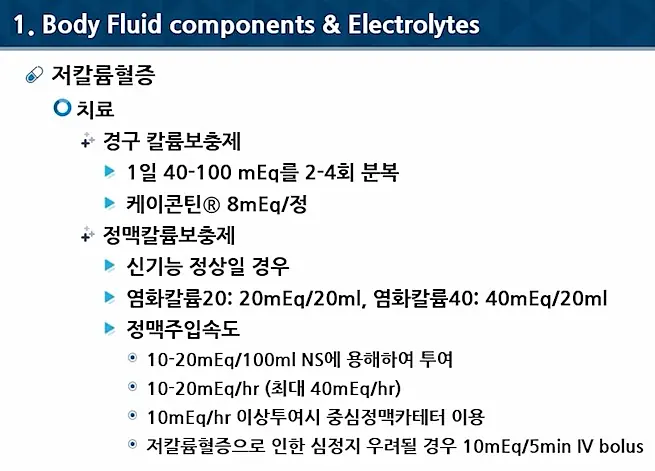 1. Body Fluid components & Electrolytes
저칼륨혈증
치료
경구 칼륨보충제
1일 40-100 mEq를 2-4회 분복
케이콘틴® 8mEq/정
정맥칼륨보충제
신기능 정상일 경우
염화칼륨20: 20mEq/20ml, 염화칼륨40: 40mEq/20ml
정맥주입속도
10-20mEq/100ml NS에 용해하여 투여
10-20mEq/hr (최대 40mEq/hr)
10mEq/hr 이상투여시 중심정맥카테터 이용
저칼륨혈증으로 인한 심정지 우려될 경우 10mEq/5min IV bolus